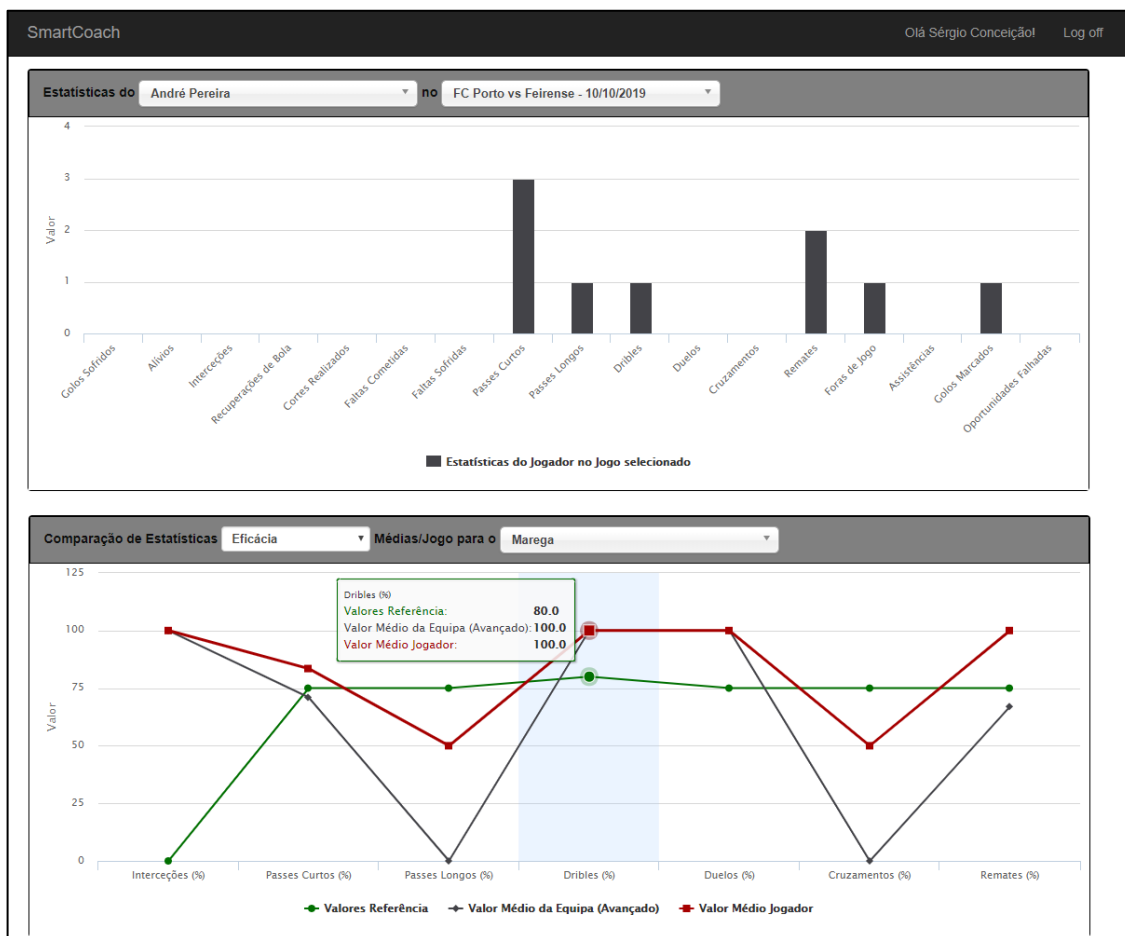 SmartCoach Olá Sérgio Conceição! Log off
Estatísticas do André Pereira no FC Porto vs Feirense - 10/10/2019
4
3
2
1
0
Valor
Golos Sofridos
Alívios
Interceções
Recuperações de Bola
Cortes Realizados
Faltas Cometidas
Faltas Sofridas
Passes Curtos
Passes Longos
Dribles
Duelos
Cruzamentos
Remates
Foras de Jogo
Assistências
Golos Marcados
Oportunidades Falhadas
Estatísticas do Jogador no Jogo selecionado
Comparação de Estatísticas Eficácia Médias/Jogo para o Marega
125
100
75
50
25
0
Valor
Dribles (%)
Valores Referência: 80.0
Valor Médio da Equipa (Avançado): 100.0
Valor Médio Jogador: 100.0
Interceções (%) Passes Curtos (%) Passes Longos (%) Dribles (%) Duelos (%) Cruzamentos (%) Remates (%)
Valores Referência Valor Médio da Equipa (Avançado) Valor Médio Jogador